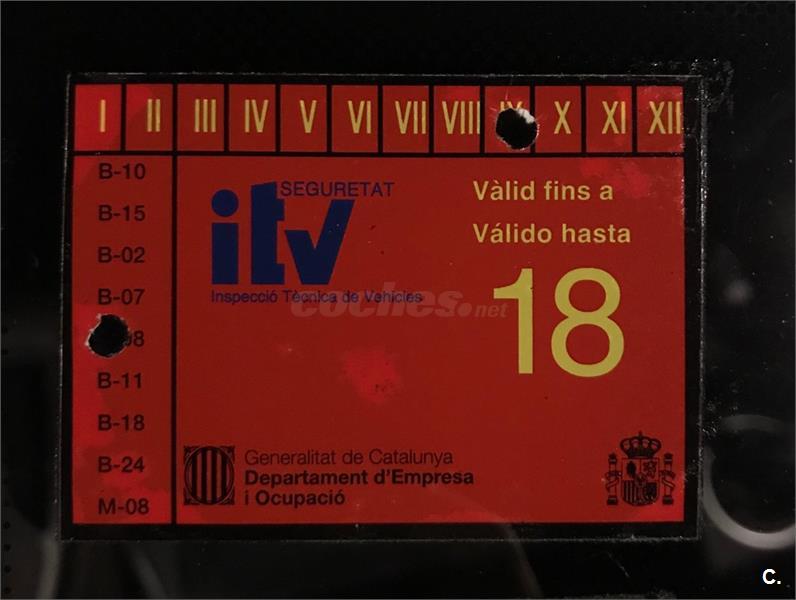 I II III IV V VI VII VIII IX X XI XII
B-10
B-15
B-02
B-07
B-11
B-18
B-24
M-08
SEGURETAT
itv
Inspecció Tècnica de Vehicles
Vàlid fins a
Válido hasta
18
coches.net
Generalitat de Catalunya
Departament d'Empresa
i Ocupació
C.